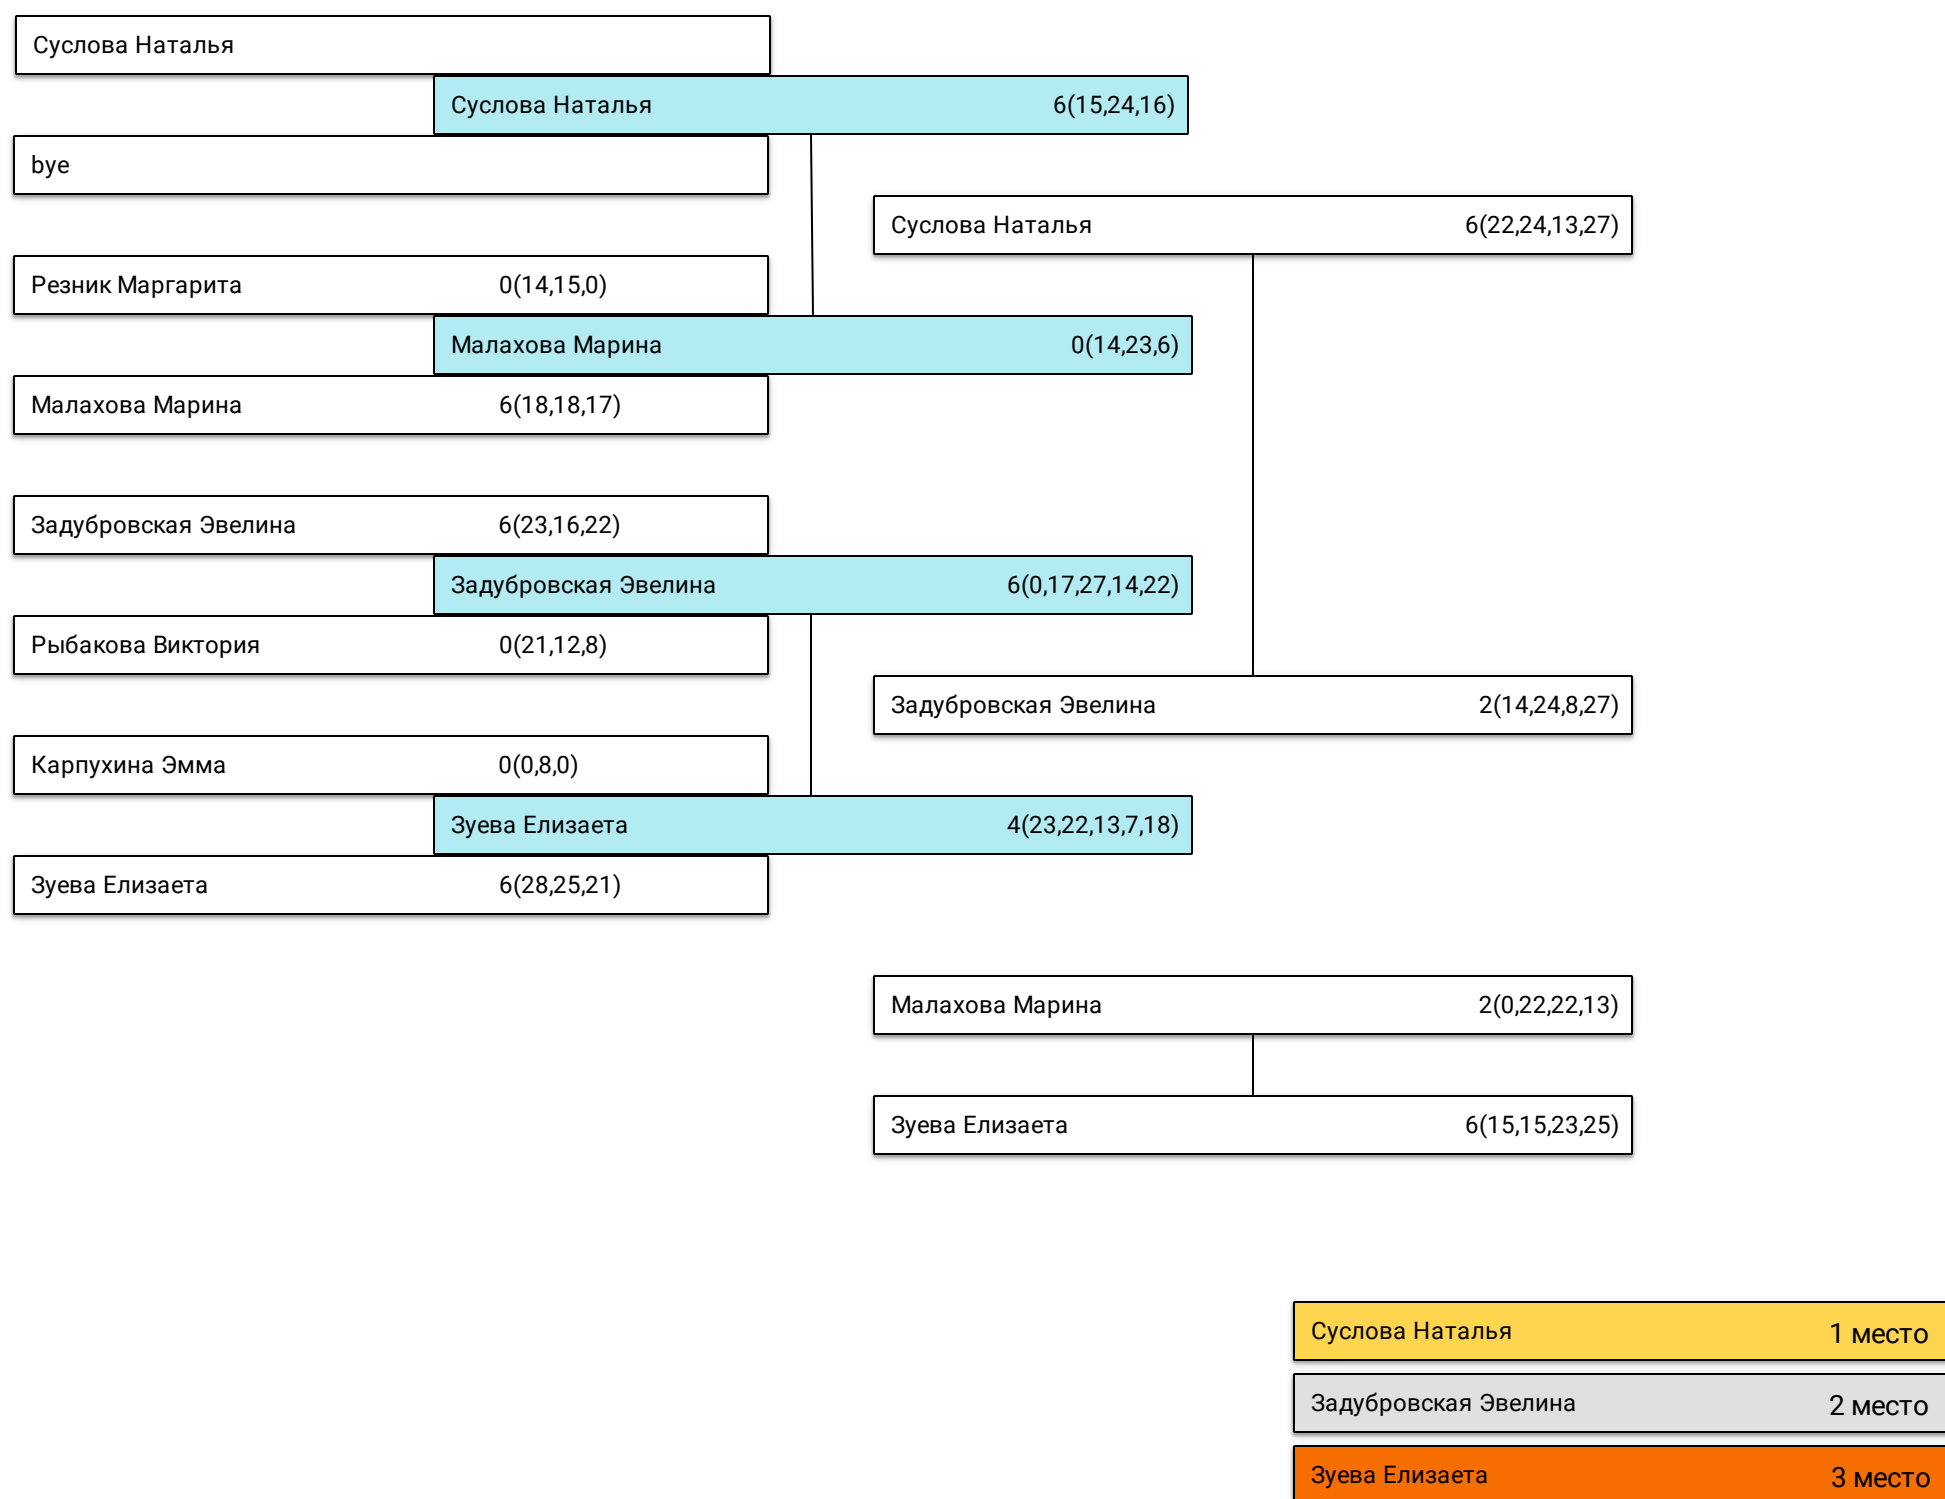 Суслова Наталья
Суслова Наталья 6(15,24,16)
bye
Суслова Наталья 6(22,24,13,27)
Резник Маргарита 0(14,15,0)
Малахова Марина 0(14,23,6)
Малахова Марина 6(18,18,17)
Задубровская Эвелина 6(23,16,22)
Задубровская Эвелина 6(0,17,27,14,22)
Рыбакова Виктория 0(21,12,8)
Задубровская Эвелина 2(14,24,8,27)
Карпухина Эмма 0(0,8,0)
Зуева Елизаета 4(23,22,13,7,18)
Зуева Елизаета 6(28,25,21)
Малахова Марина 2(0,22,22,13)
Зуева Елизаета 6(15,15,23,25)
Суслова Наталья 1 место
Задубровская Эвелина 2 место
Зуева Елизаета 3 место